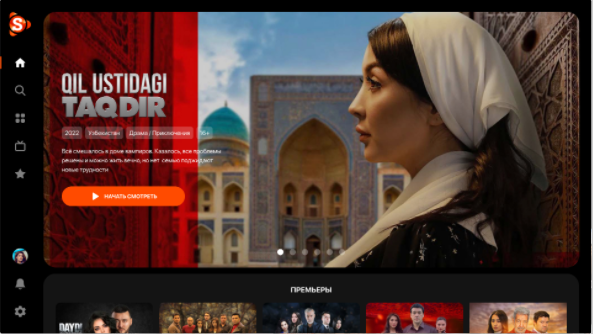 S
QIL USTIDAGI
TAQDIR
2022 Узбекистан Драма / Приключения 16+
Всё смешалось в доме вампиров. Казалось, все проблемы
решены и можно жить вечно, но нет семью поджидают
новые трудности
НАЧАТЬ СМОТРЕТЬ
ПРЕМЬЕРЫ